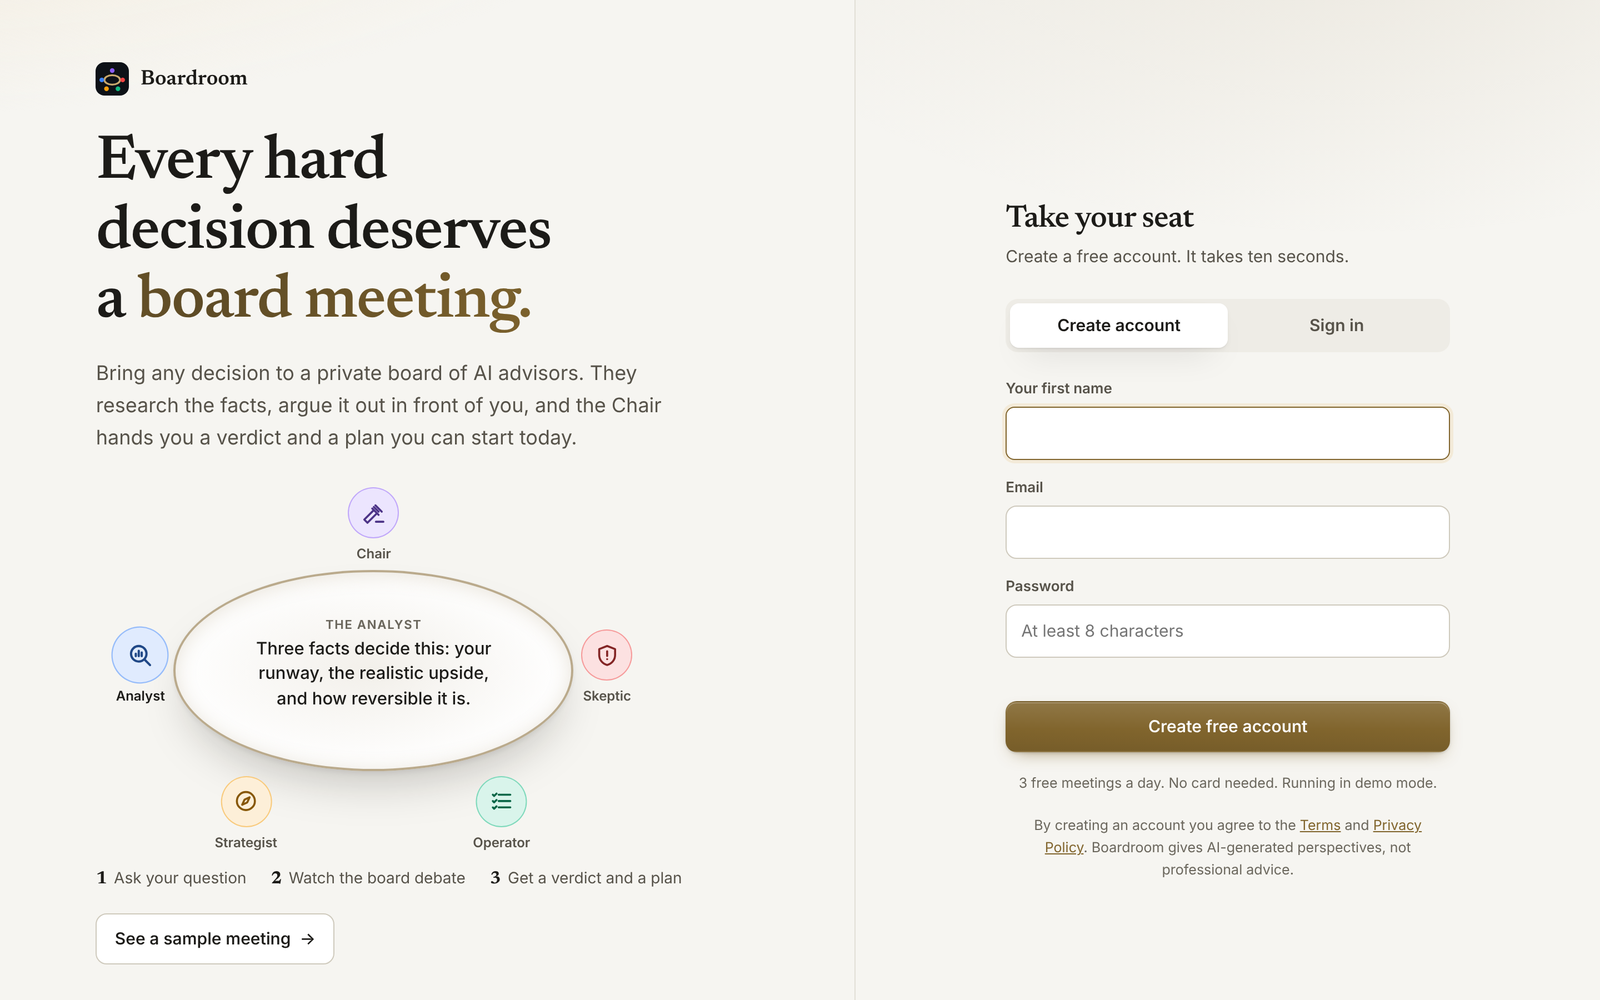 Boardroom
Every hard
decision deserves
a board meeting.
Bring any decision to a private board of AI advisors. They
research the facts, argue it out in front of you, and the Chair
hands you a verdict and a plan you can start today.
Chair
THE ANALYST
Three facts decide this: your
runway, the realistic upside,
and how reversible it is.
Analyst
Skeptic
Strategist
Operator
1 Ask your question
2 Watch the board debate
3 Get a verdict and a plan
See a sample meeting →
Take your seat
Create a free account. It takes ten seconds.
Create account
Sign in
Your first name
Email
Password
At least 8 characters
Create free account
3 free meetings a day. No card needed. Running in demo mode.
By creating an account you agree to the Terms and Privacy
Policy. Boardroom gives AI-generated perspectives, not
professional advice.